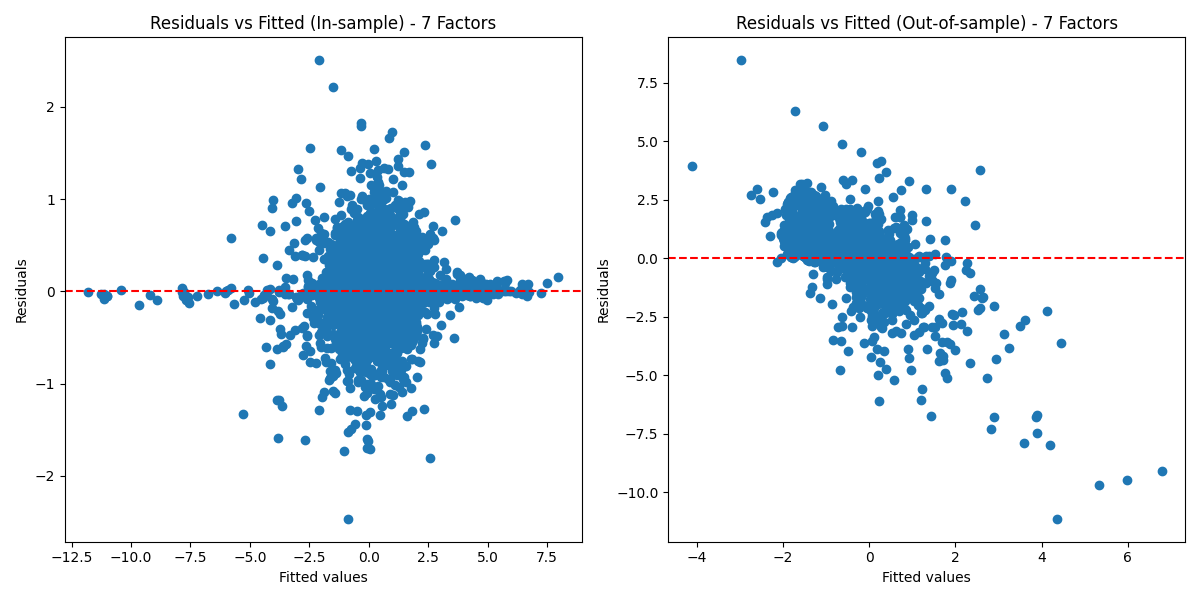 Residuals vs Fitted (In-sample) - 7 Factors
Residuals
2
1
0
−1
−2
−12.5 −10.0 −7.5 −5.0 −2.5 0.0 2.5 5.0 7.5
Fitted values
Residuals vs Fitted (Out-of-sample) - 7 Factors
Residuals
7.5
5.0
2.5
0.0
−2.5
−5.0
−7.5
−10.0
−4 −2 0 2 4 6
Fitted values